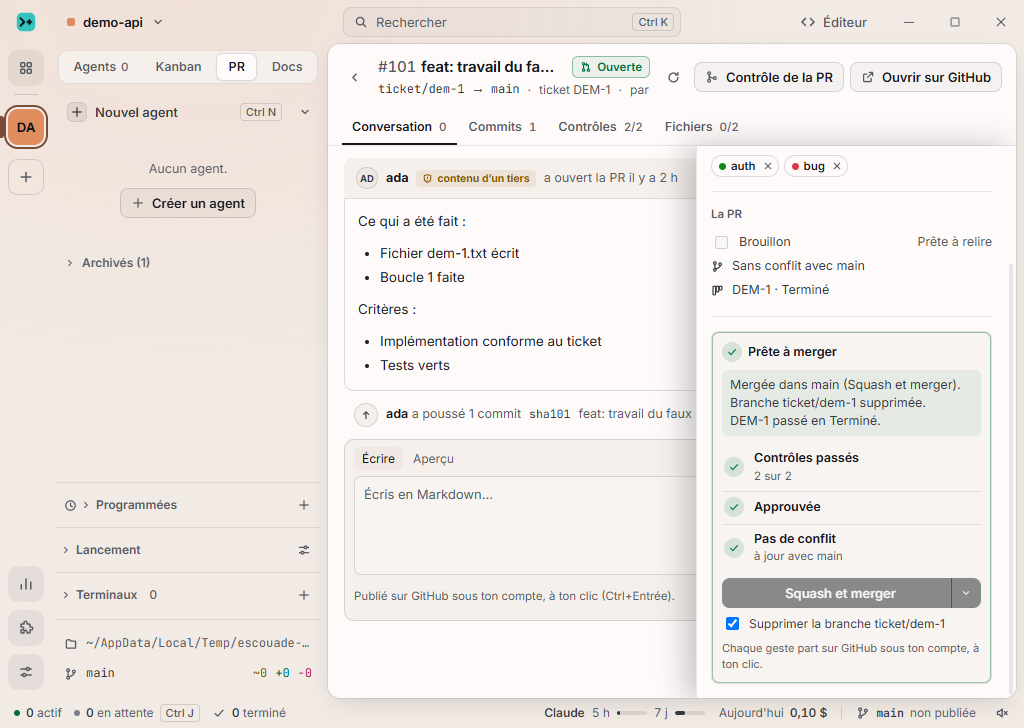 demo-api
Rechercher
Ctrl K
Éditeur
Agents 0
Kanban
PR
Docs
Nouvel agent
Ctrl N
DA
Aucun agent.
Créer un agent
Archivés (1)
Programmées
Lancement
Terminaux 0
~/AppData/Local/Temp/escouade-…
main
~0 +0 -0
#101 feat: travail du fa…
Ouverte
Contrôle de la PR
Ouvrir sur GitHub
ticket/dem-1 → main · ticket DEM-1 · par
Conversation 0
Commits 1
Contrôles 2/2
Fichiers 0/2
AD
ada
contenu d'un tiers
a ouvert la PR il y a 2 h
Ce qui a été fait :
• Fichier dem-1.txt écrit
• Boucle 1 faite
Critères :
• Implémentation conforme au ticket
• Tests verts
ada a poussé 1 commit sha101 feat: travail du faux
Écrire
Aperçu
Écris en Markdown…
Publié sur GitHub sous ton compte, à ton clic (Ctrl+Entrée).
auth
bug
La PR
Brouillon
Prête à relire
Sans conflit avec main
DEM-1 · Terminé
Prête à merger
Mergée dans main (Squash et merger).
Branche ticket/dem-1 supprimée.
DEM-1 passé en Terminé.
Contrôles passés
2 sur 2
Approuvée
Pas de conflit
à jour avec main
Squash et merger
Supprimer la branche ticket/dem-1
Chaque geste part sur GitHub sous ton compte, à
ton clic.
0 actif
0 en attente
Ctrl J
0 terminé
Claude 5 h
7 j
Aujourd'hui 0,10 $
main non publiée